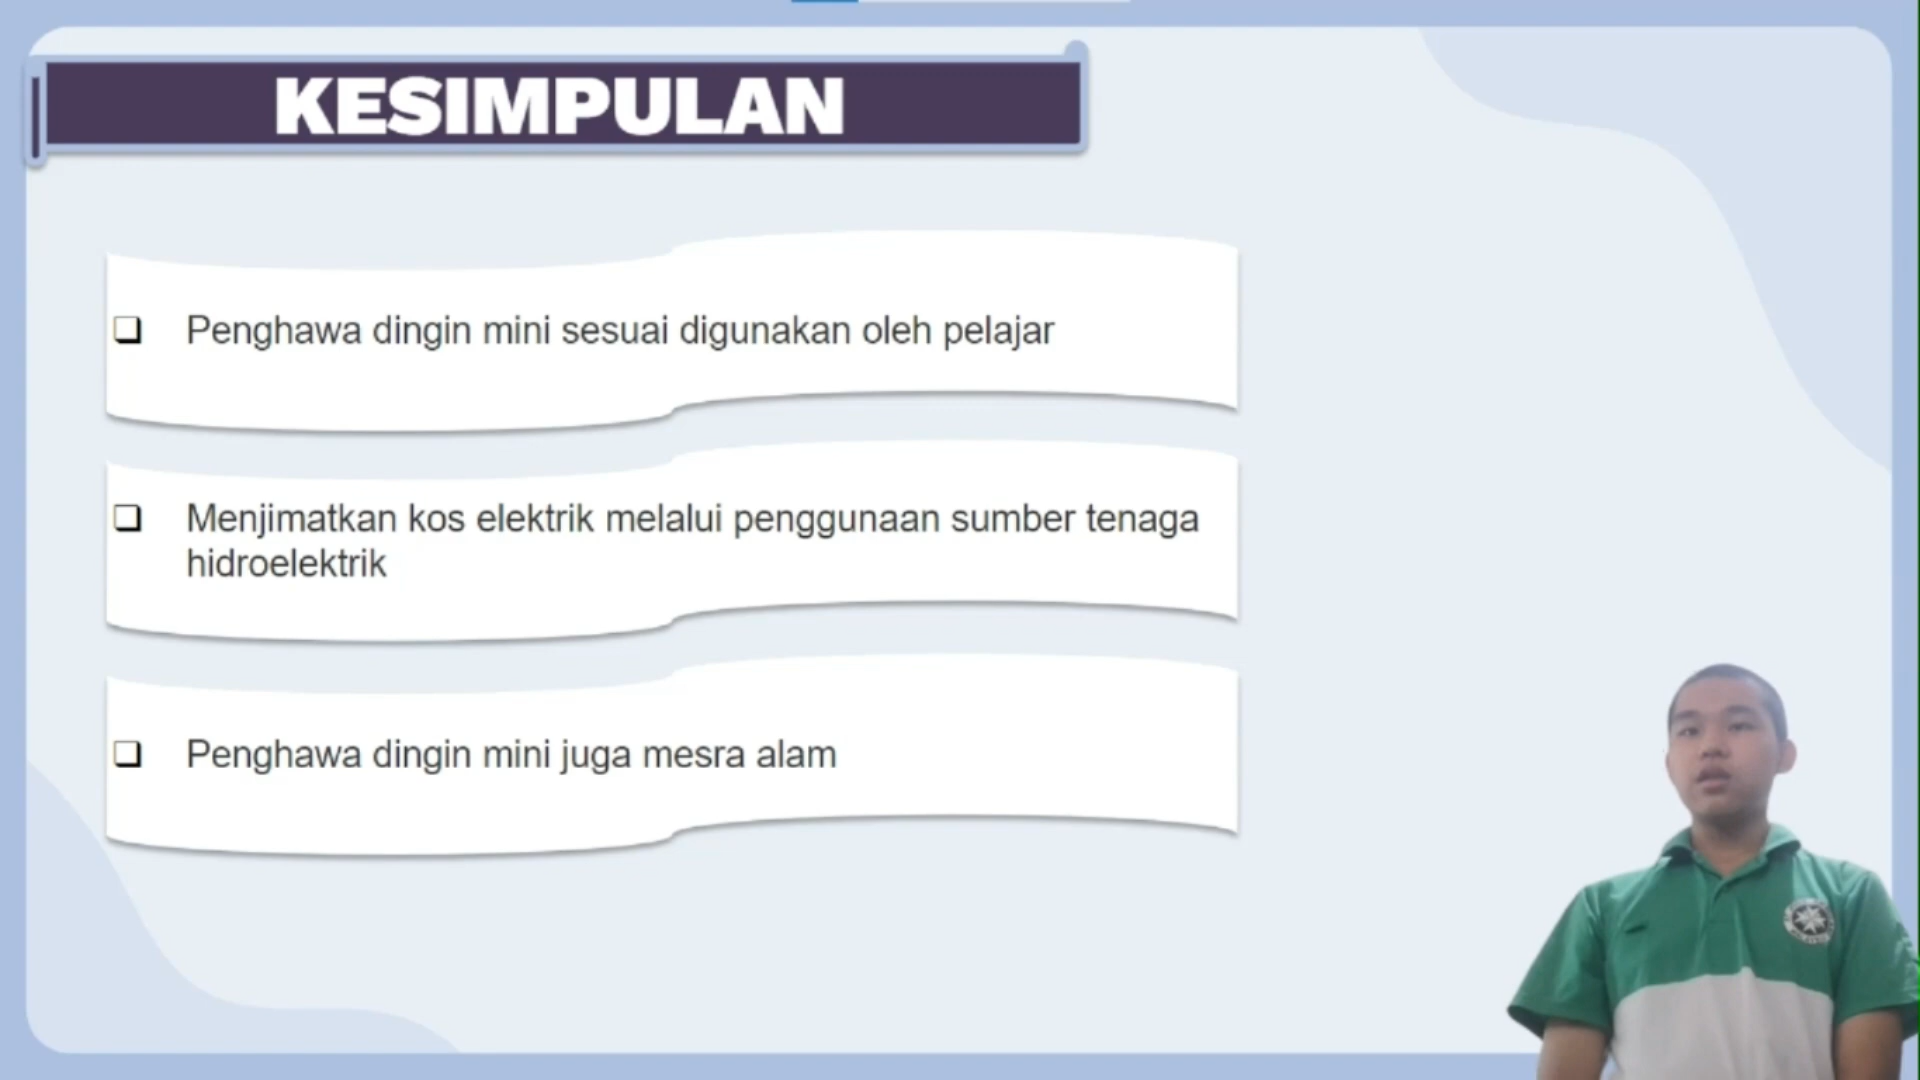 KESIMPULAN
Penghawa dingin mini sesuai digunakan oleh pelajar
Menjimatkan kos elektrik melalui penggunaan sumber tenaga
hidroelektrik
Penghawa dingin mini juga mesra alam